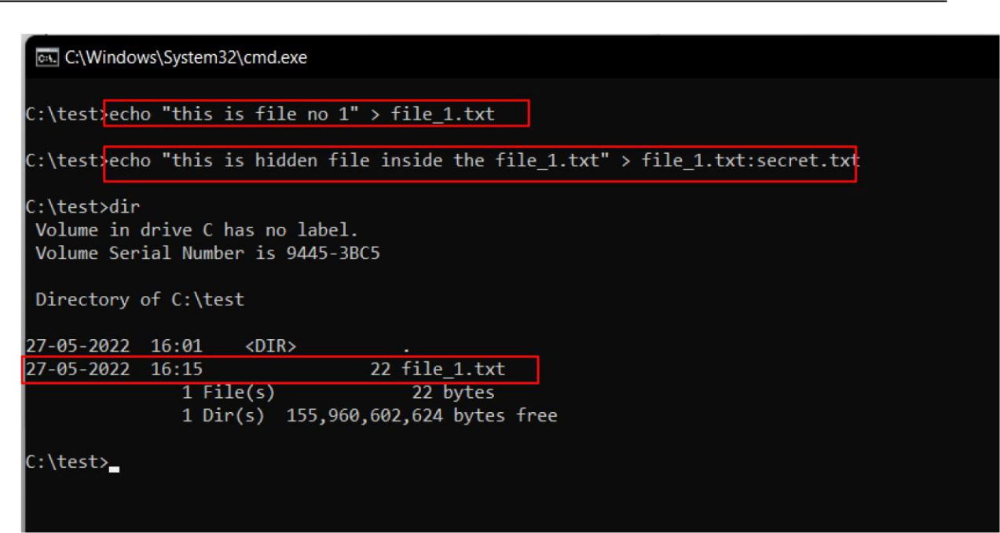 C:\Windows\System32\cmd.exe
C:\test>echo "this is file no 1" > file_1.txt
C:\test>echo "this is hidden file inside the file_1.txt" > file_1.txt:secret.txt
C:\test>dir
Volume in drive C has no label.
Volume Serial Number is 9445-3BC5
Directory of C:\test
27-05-2022  16:01    <DIR>          .
27-05-2022  16:15                22 file_1.txt
1 File(s)             22 bytes
1 Dir(s)  155,960,602,624 bytes free
C:\test>